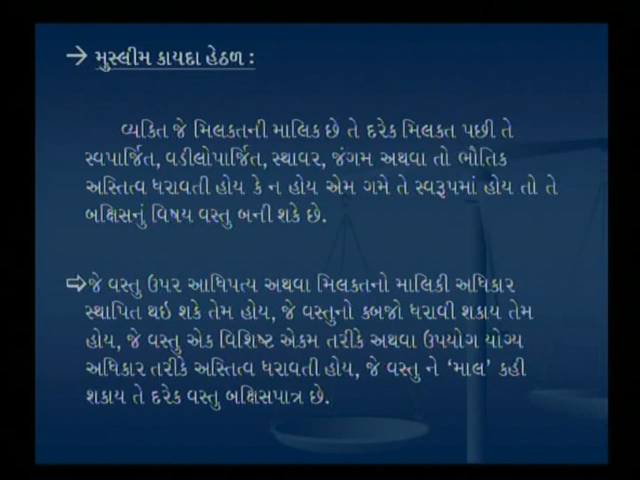 → મુસ્લીમ કાયદા હેઠળ :
વ્યકિત જે મિલકતની માલિક છે તે દરેક મિલકત પછી તે
સ્વપાર્જિત, વડીલોપાર્જિત, સ્થાવર, જંગમ અથવા તો ભૌતિક
અસ્તિત્વ ધરાવતી હોય કે ન હોય એમ ગમે તે સ્વરૂપમાં હોય તો તે
બક્ષિસનું વિષય વસ્તુ બની શકે છે.
⇨જે વસ્તુ ઉપર આધિપત્ય અથવા મિલકતનો માલિકી અધિકાર
સ્થાપિત થઇ શકે તેમ હોય, જે વસ્તુનો કબજો ધરાવી શકાય તેમ
હોય, જે વસ્તુ એક વિશિષ્ટ એકમ તરીકે અથવા ઉપયોગ યોગ્ય
અધિકાર તરીકે અસ્તિત્વ ધરાવતી હોય, જે વસ્તુ ને ‘માલ’ કહી
શકાય તે દરેક વસ્તુ બક્ષિસપાત્ર છે.